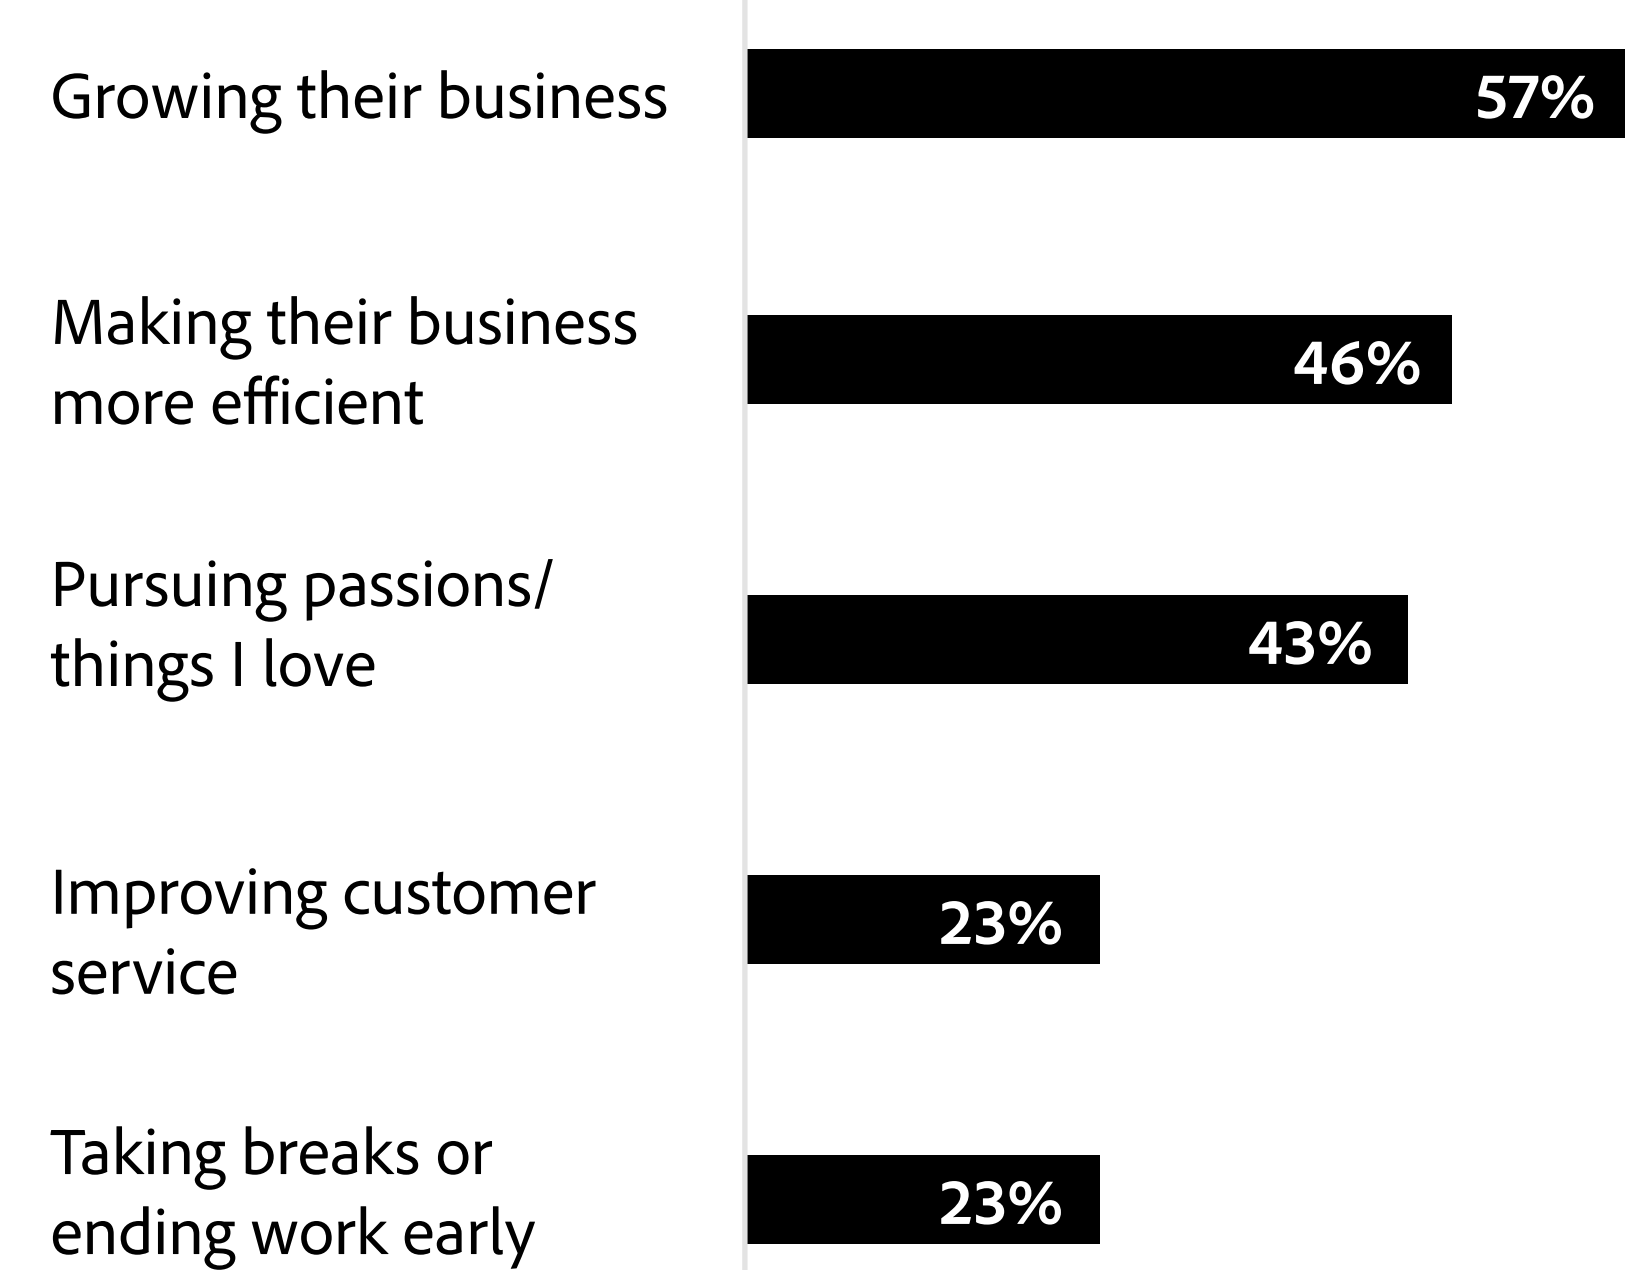 Growing their business
57%
Making their business
more efficient
46%
Pursuing passions/
things I love
43%
Improving customer
service
23%
Taking breaks or
ending work early
23%